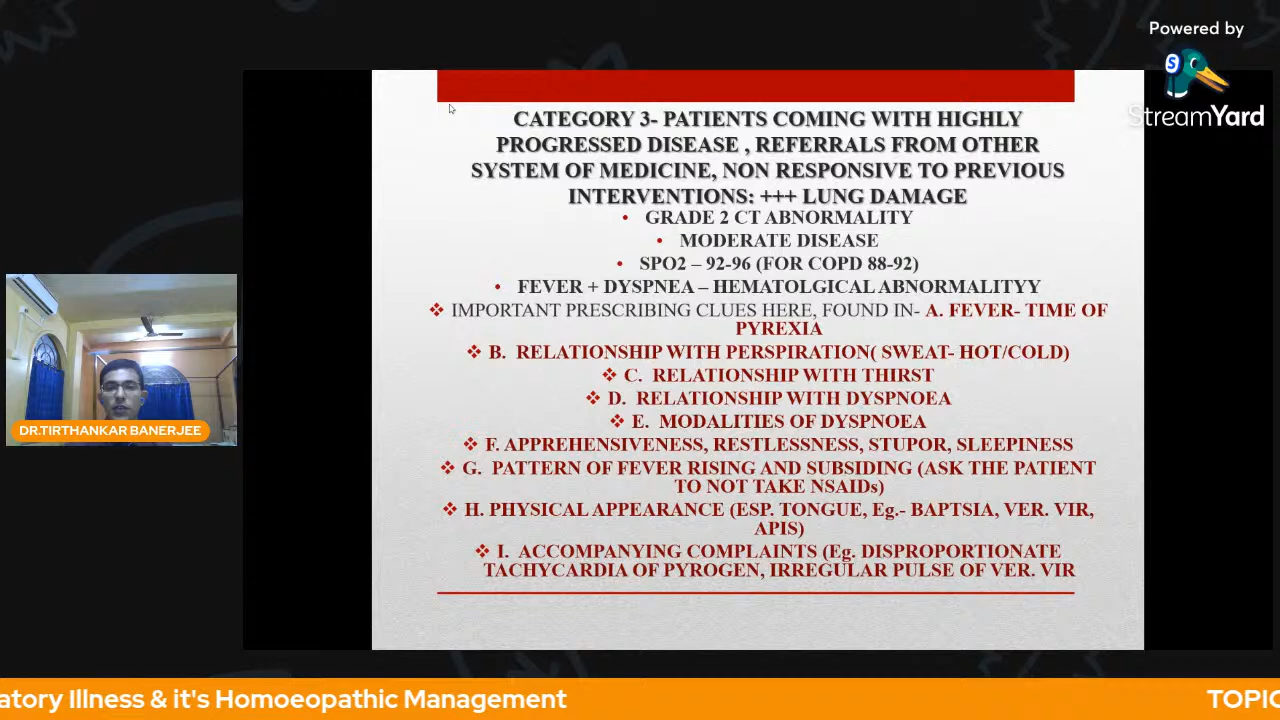 Powered by
StreamYard
CATEGORY 3- PATIENTS COMING WITH HIGHLY
PROGRESSED DISEASE , REFERRALS FROM OTHER
SYSTEM OF MEDICINE, NON RESPONSIVE TO PREVIOUS
INTERVENTIONS: +++ LUNG DAMAGE
• GRADE 2 CT ABNORMALITY
• MODERATE DISEASE
• SPO2 – 92-96 (FOR COPD 88-92)
• FEVER + DYSPNEA – HEMATOLGICAL ABNORMALITYY
❖ IMPORTANT PRESCRIBING CLUES HERE, FOUND IN- A. FEVER- TIME OF
PYREXIA
❖ B. RELATIONSHIP WITH PERSPIRATION( SWEAT- HOT/COLD)
❖ C. RELATIONSHIP WITH THIRST
❖ D. RELATIONSHIP WITH DYSPNOEA
❖ E. MODALITIES OF DYSPNOEA
❖ F. APPREHENSIVENESS, RESTLESSNESS, STUPOR, SLEEPINESS
❖ G. PATTERN OF FEVER RISING AND SUBSIDING (ASK THE PATIENT
TO NOT TAKE NSAIDs)
❖ H. PHYSICAL APPEARANCE (ESP. TONGUE, Eg.- BAPTSIA, VER. VIR,
APIS)
❖ I. ACCOMPANYING COMPLAINTS (Eg. DISPROPORTIONATE
TACHYCARDIA OF PYROGEN, IRREGULAR PULSE OF VER. VIR
DR.TIRTHANKAR BANERJEE
atory Illness & it's Homoeopathic Management
TOPIC